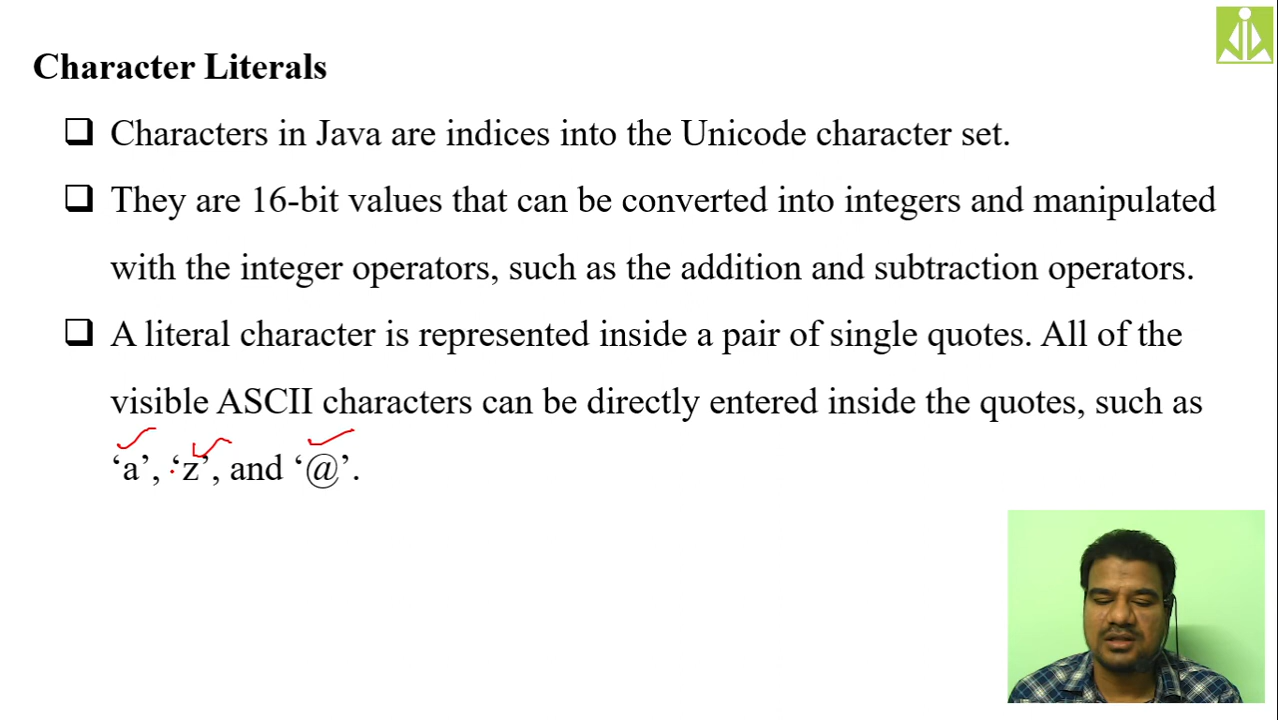 Character Literals
❑ Characters in Java are indices into the Unicode character set.
❑ They are 16-bit values that can be converted into integers and manipulated
with the integer operators, such as the addition and subtraction operators.
❑ A literal character is represented inside a pair of single quotes. All of the
visible ASCII characters can be directly entered inside the quotes, such as
‘a’, ‘z’, and ‘@’.